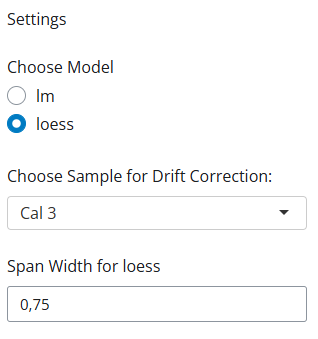 Settings
Choose Model
lm
loess
Choose Sample for Drift Correction:
Cal 3
Span Width for loess
0,75